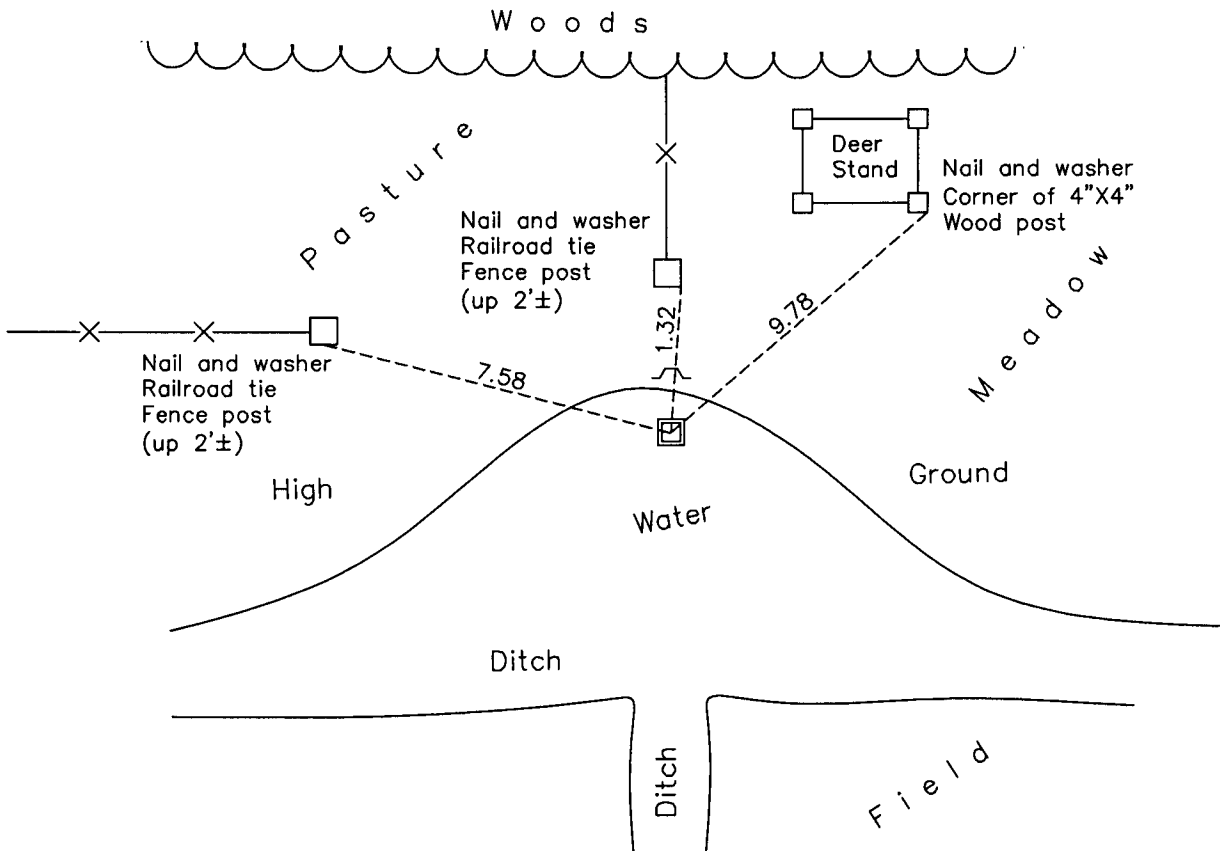 Woods
Pasture
Deer
Stand
Nail and washer
Corner of 4"X4"
Wood post
Nail and washer
Railroad tie
Fence post
(up 2'±)
Meadow
1.32
9.78
7.58
Nail and washer
Railroad tie
Fence post
(up 2'±)
High
Ground
Water
Ditch
Ditch
Field